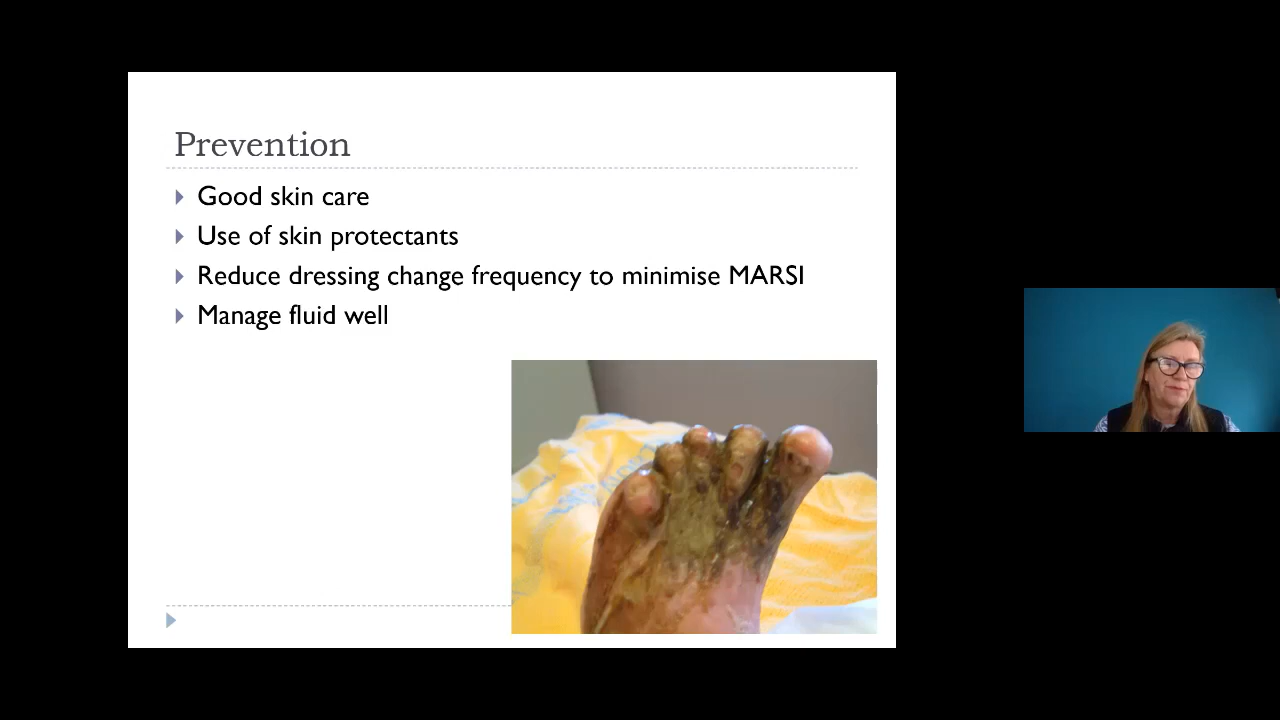 Prevention
Good skin care
Use of skin protectants
Reduce dressing change frequency to minimise MARSI
Manage fluid well